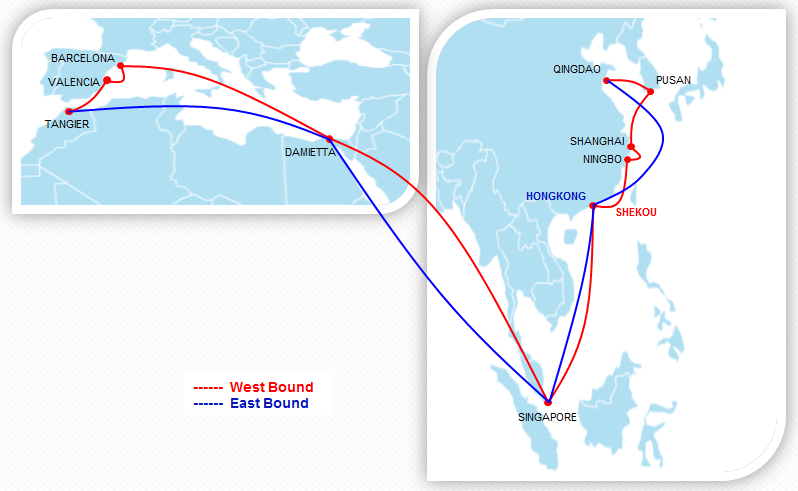 BARCELONA
VALENCIA
TANGIER
DAMIETTA
QINGDAO
PUSAN
SHANGHAI
NINGBO
HONGKONG
SHEKOU
SINGAPORE
------ West Bound
------ East Bound